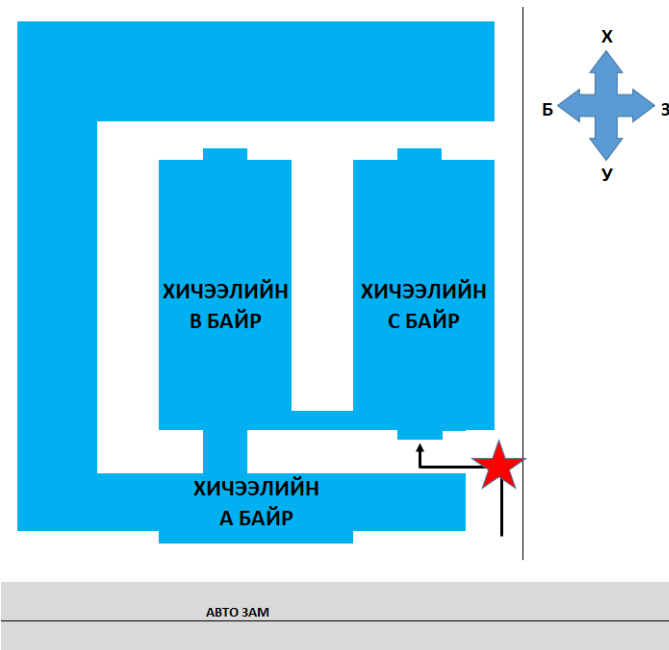 Х
Б
З
У
ХИЧЭЭЛИЙН
В БАЙР
ХИЧЭЭЛИЙН
С БАЙР
ХИЧЭЭЛИЙН
А БАЙР
АВТО ЗАМ